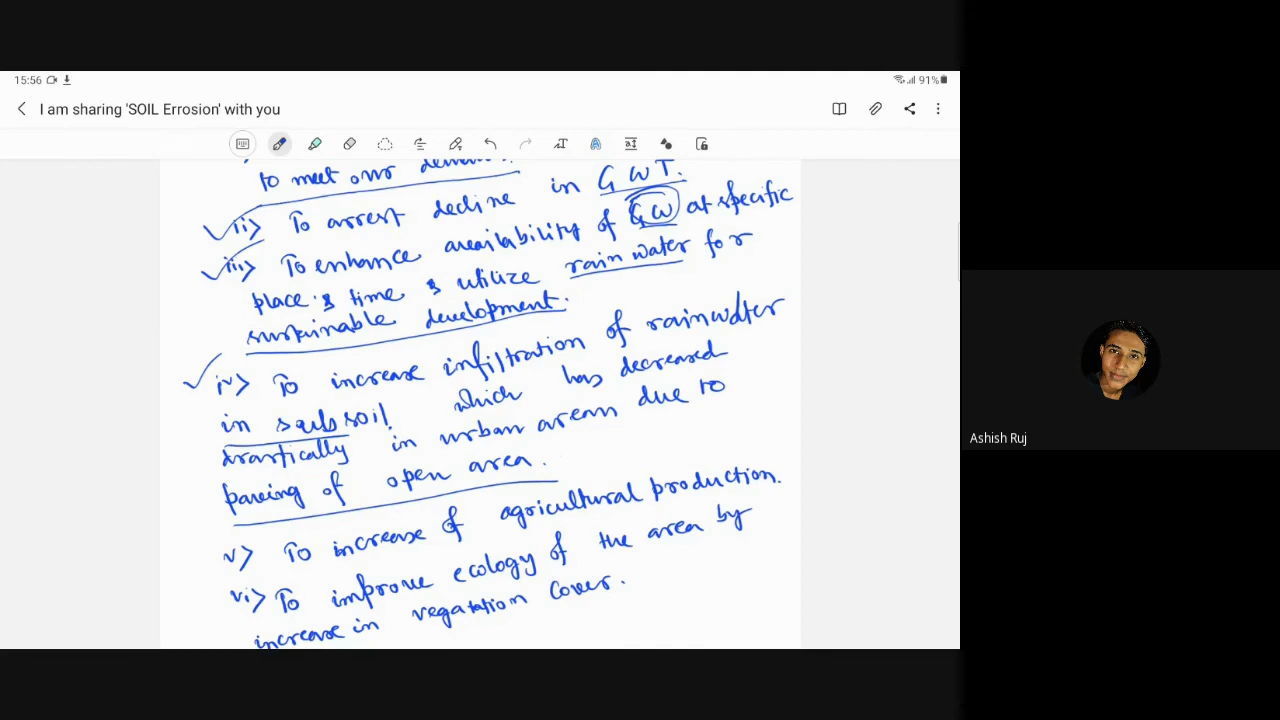 15:56
91%
I am sharing 'SOIL Errosion' with you
to meet our
ii> To arrest decline in GWT.
iii> To enhance availability of GW at specific
place & time & utilize rain water for
sustainable development.
iv> To increase infiltration of rainwater
in subsoil which has decreased
drastically in urban areas due to
paving of open area.
v> To increase of agricultural production.
vi> To improve ecology of the area by
increase in vegatation cover.
Ashish Ruj